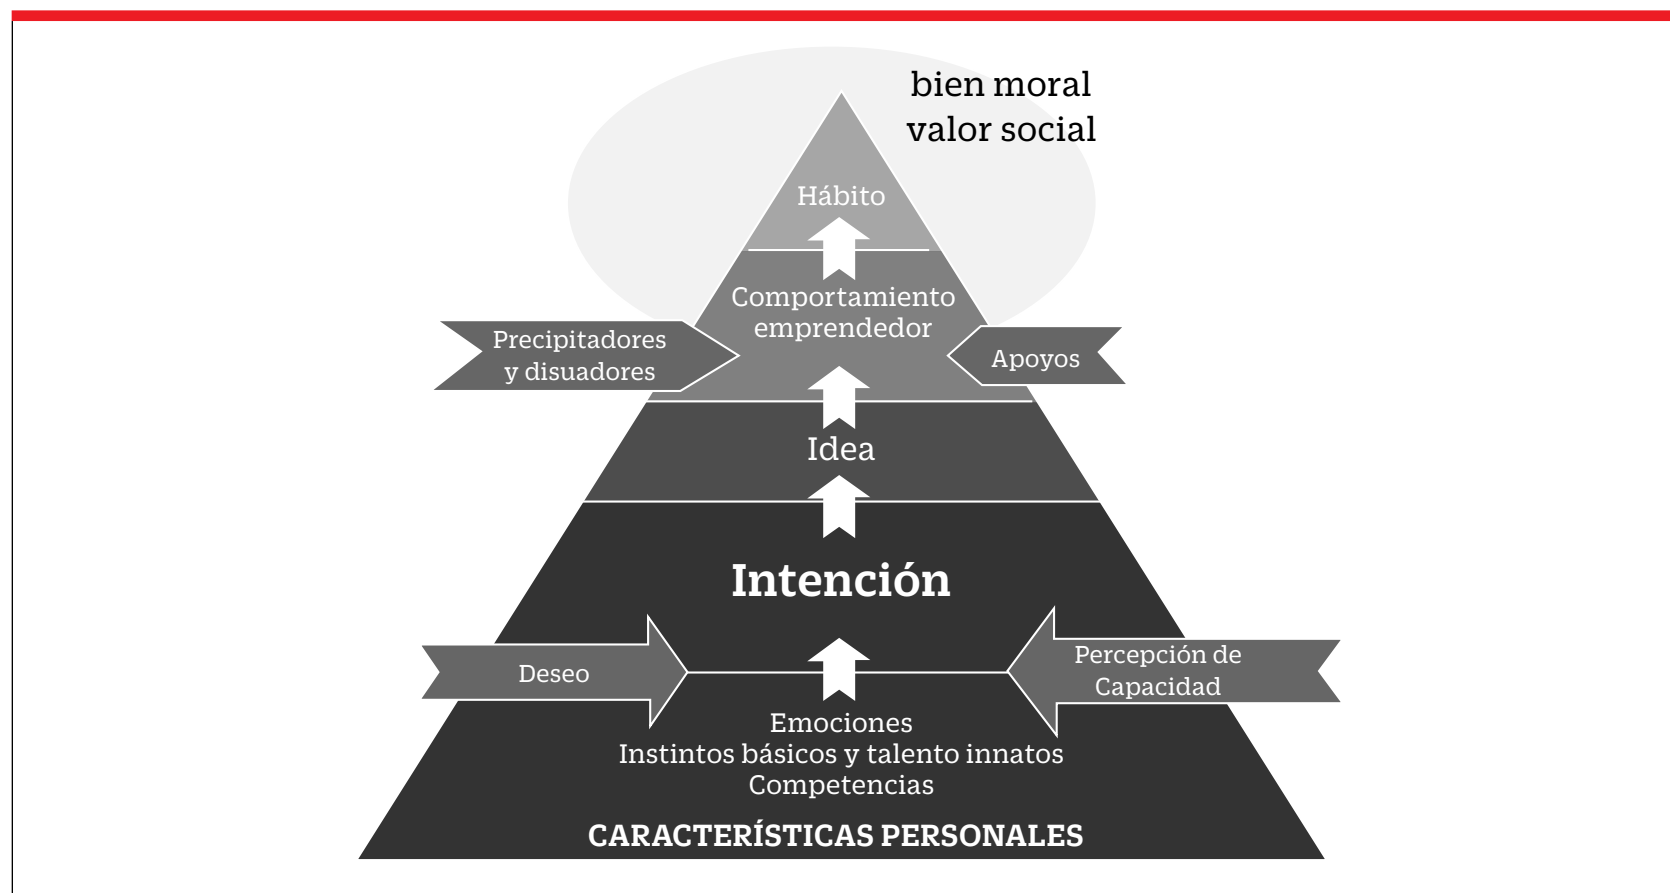 bien moral
valor social
Hábito
Comportamiento
emprendedor
Precipitadores
y disuadores
Apoyos
Idea
Intención
Deseo
Percepción de
Capacidad
Emociones
Instintos básicos y talento innatos
Competencias
CARACTERÍSTICAS PERSONALES